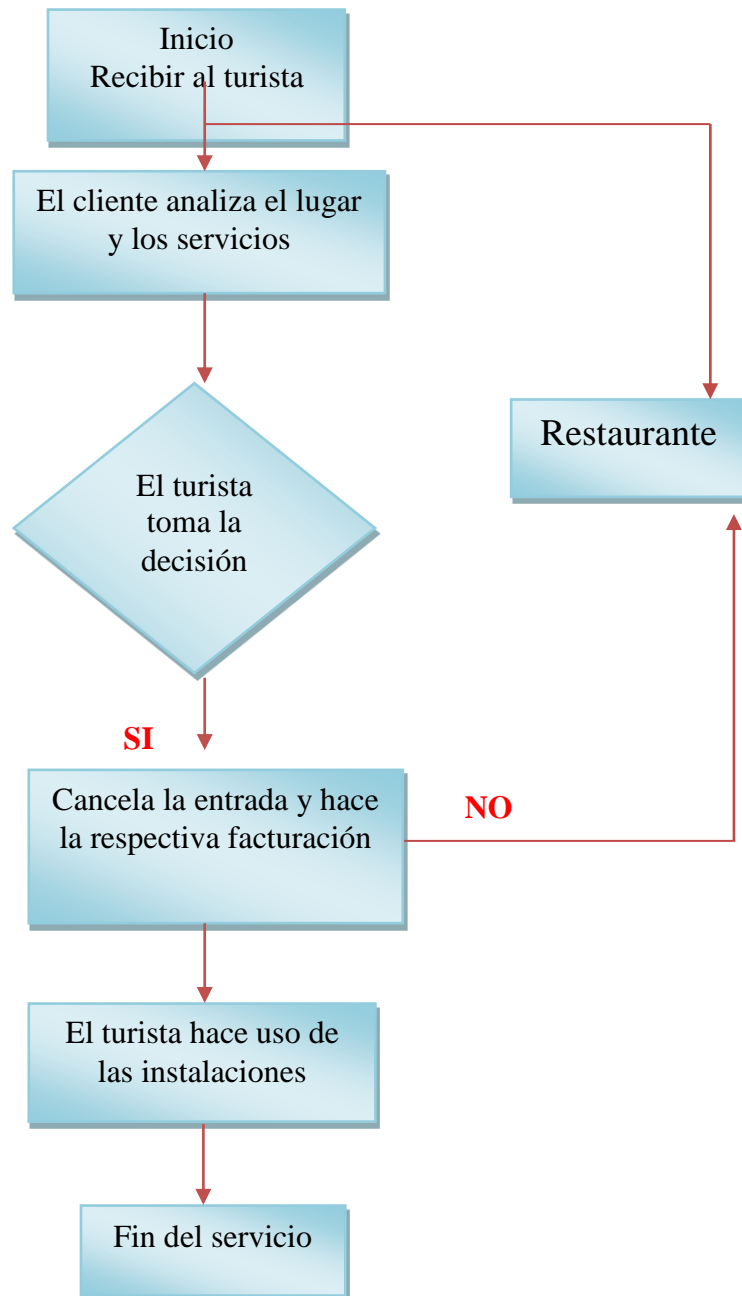 Inicio
Recibir al turista
El cliente analiza el lugar
y los servicios
Restaurante
El turista
toma la
decisión
SI
Cancela la entrada y hace
la respectiva facturación
NO
El turista hace uso de
las instalaciones
Fin del servicio